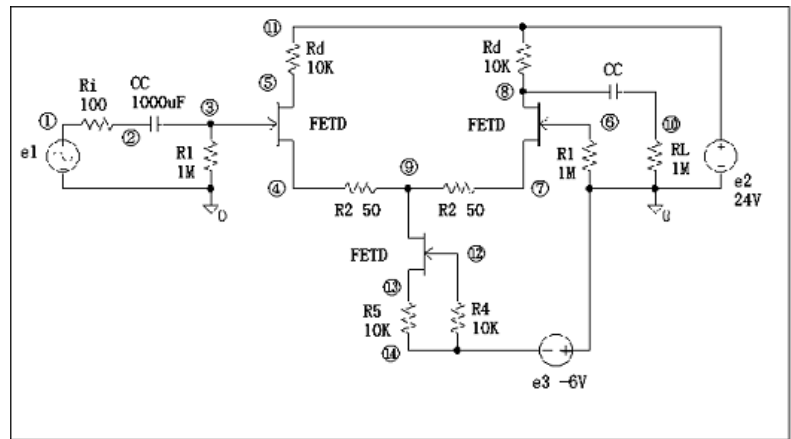 ⑪
Rd
10K
Rd
10K
⑤
⑧
CC
Ri
100
CC
1000uF
①
②
③
FETD
FETD
⑥
⑩
e1
R1
1M
R1
1M
RL
1M
e2
24V
0
④
⑨
⑦
0
R2 50
R2 50
FETD
⑫
⑬
R5
10K
R4
10K
⑭
e3 -6V